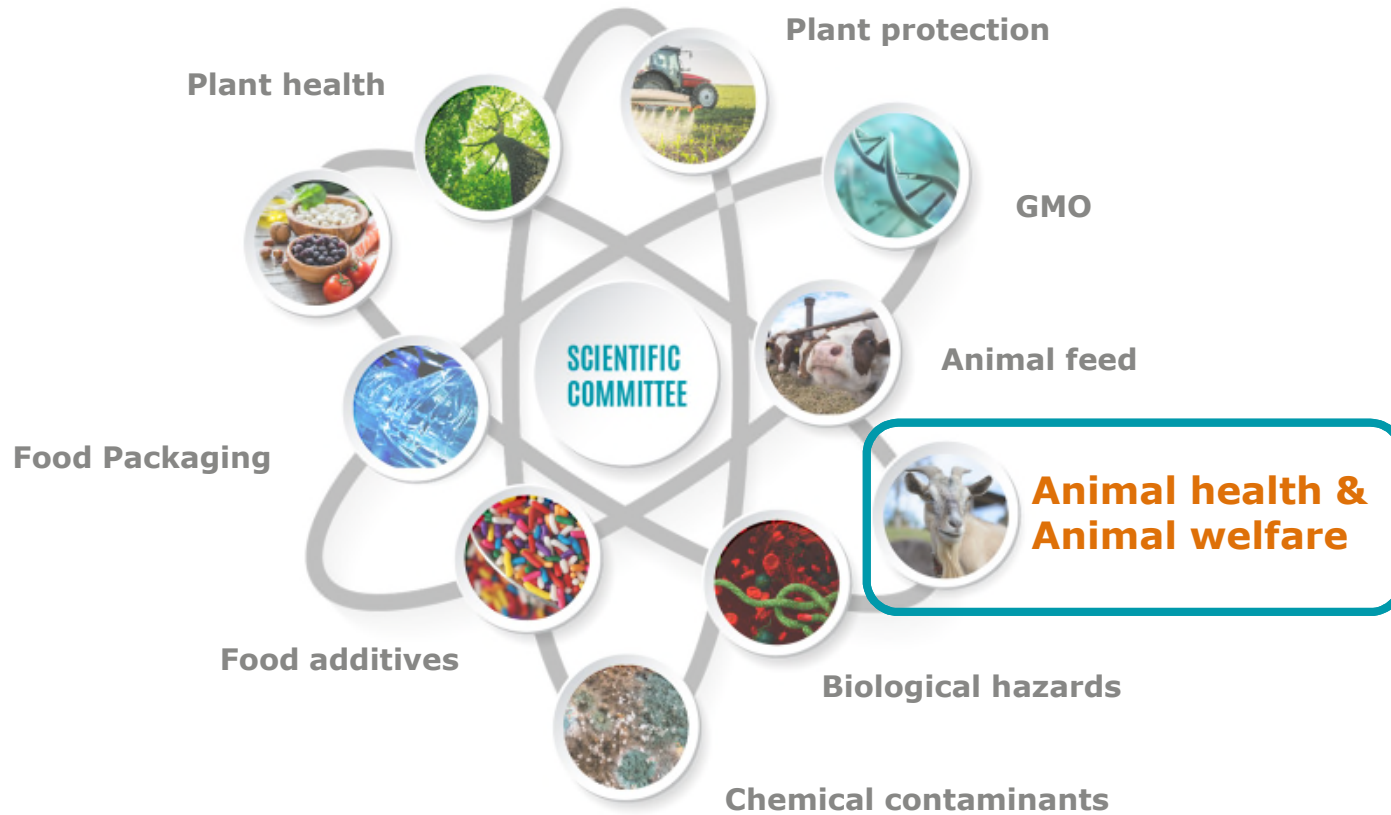 Plant protection
Plant health
GMO
SCIENTIFIC
COMMITTEE
Animal feed
Food Packaging
Animal health &
Animal welfare
Food additives
Biological hazards
Chemical contaminants